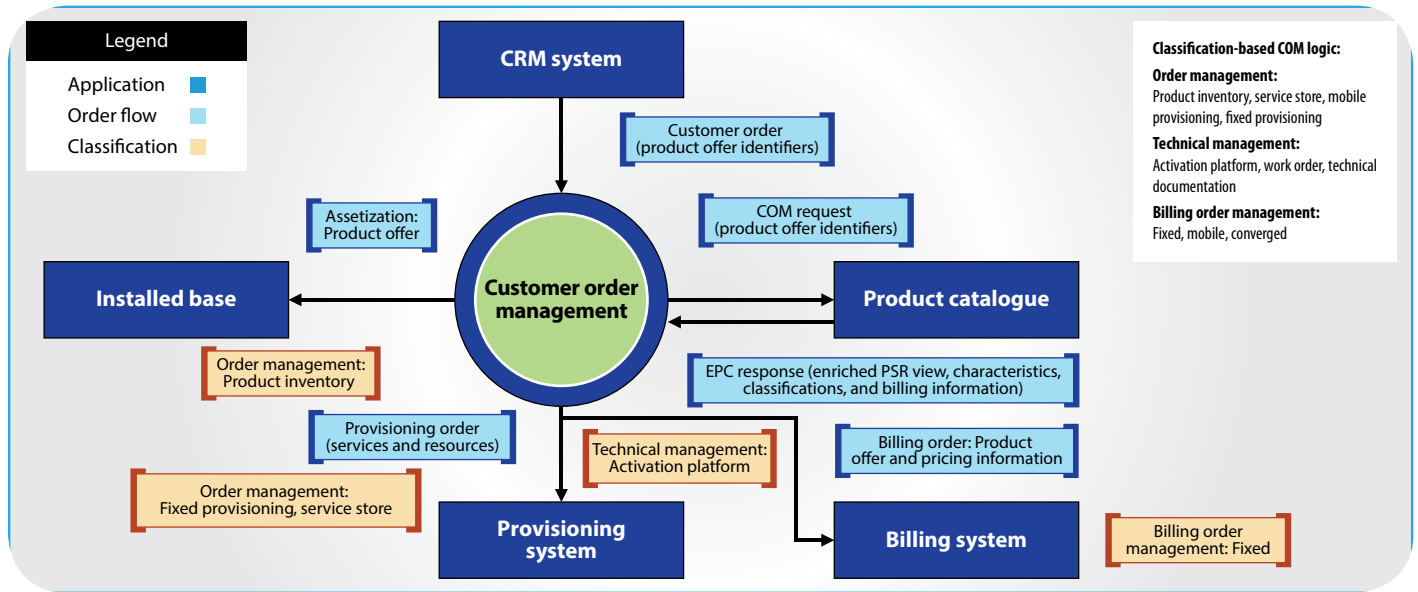 Legend
Application
Order flow
Classification
CRM system
Classification-based COM logic:
Order management:
Product inventory, service store, mobile
provisioning, fixed provisioning
Technical management:
Activation platform, work order, technical
documentation
Billing order management:
Fixed, mobile, converged
Customer order
(product offer identifiers)
Assetization:
Product offer
COM request
(product offer identifiers)
Installed base
Customer order
management
Product catalogue
Order management:
Product inventory
EPC response (enriched PSR view, characteristics,
classifications, and billing information)
Provisioning order
(services and resources)
Technical management:
Activation platform
Billing order: Product
offer and pricing information
Order management:
Fixed provisioning, service store
Provisioning
system
Billing system
Billing order
management: Fixed